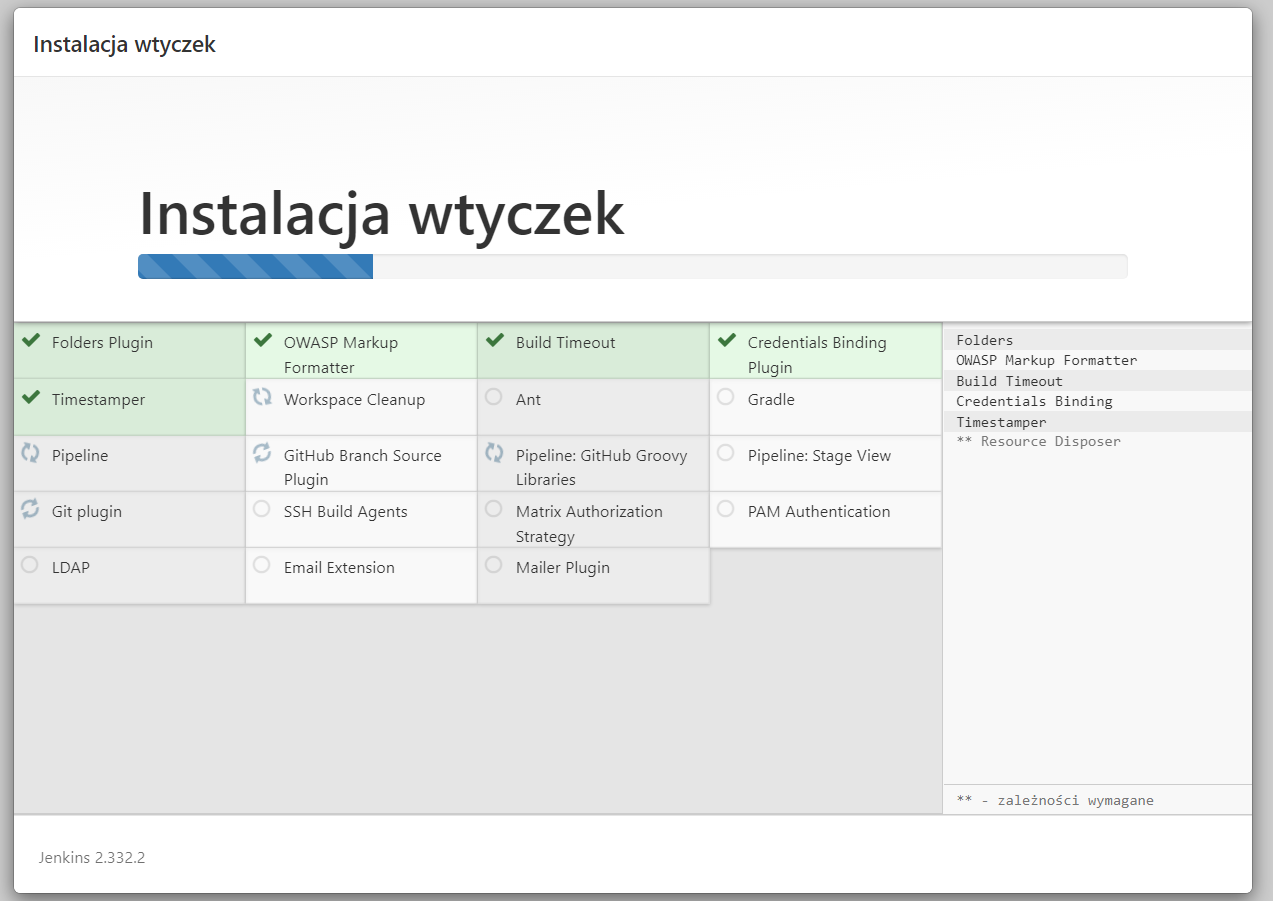 Instalacja wtyczek
Instalacja wtyczek
Folders Plugin
OWASP Markup
Formatter
Build Timeout
Credentials Binding
Plugin
Timestamper
Workspace Cleanup
Ant
Gradle
Pipeline
GitHub Branch Source
Plugin
Pipeline: GitHub Groovy
Libraries
Pipeline: Stage View
Git plugin
SSH Build Agents
Matrix Authorization
Strategy
PAM Authentication
LDAP
Email Extension
Mailer Plugin
Folders
OWASP Markup Formatter
Build Timeout
Credentials Binding
Timestamper
** Resource Disposer
** - zależności wymagane
Jenkins 2.332.2